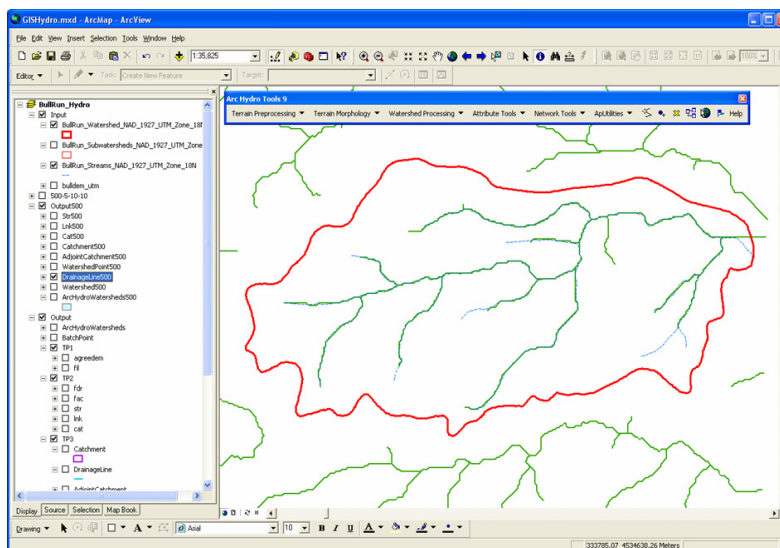 GISHydro.mxd - ArcMap - ArcView
File Edit View Insert Selection Tools Window Help
1:35,825
100%
Editor Task: Create New Feature Target:
BullRun_Hydro
Input
BullRun_Watershed_NAD_1927_UTM_Zone_18N
BullRun_Subwatersheds_NAD_1927_UTM_Zone
BullRun_Streams_NAD_1927_UTM_Zone_18N
bulldem_utm
500-5-10-10
Output500
Str500
Lnk500
Cat500
Catchment500
AdjointCatchment500
WatershedPoint500
DrainageLine500
Watershed500
ArcHydroWatersheds500
Output
ArcHydroWatersheds
BatchPoint
TP1
agreedem
fil
TP2
fdr
fac
str
lnk
cat
TP3
Catchment
DrainageLine
AdjointCatchment
Arc Hydro Tools 9
Terrain Preprocessing Terrain Morphology Watershed Processing Attribute Tools Network Tools ApUtilities Help
Display Source Selection Map Book
Drawing A Arial 10 B I U A
333785.07 4534638.26 Meters